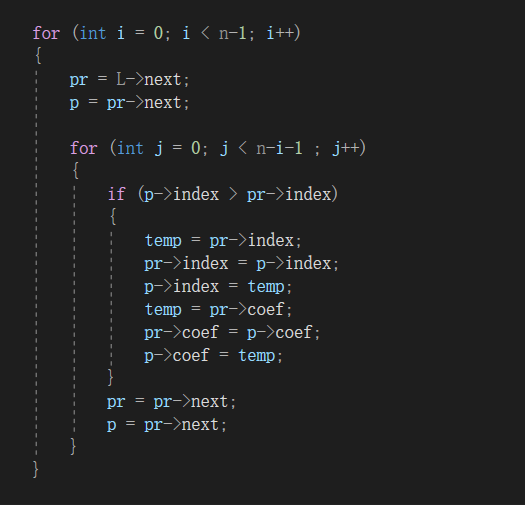 for (int i = 0; i < n-1; i++)
{
    pr = L->next;
    p = pr->next;
    for (int j = 0; j < n-i-1 ; j++)
    {
        if (p->index > pr->index)
        {
            temp = pr->index;
            pr->index = p->index;
            p->index = temp;
            temp = pr->coef;
            pr->coef = p->coef;
            p->coef = temp;
        }
        pr = pr->next;
        p = pr->next;
    }
}